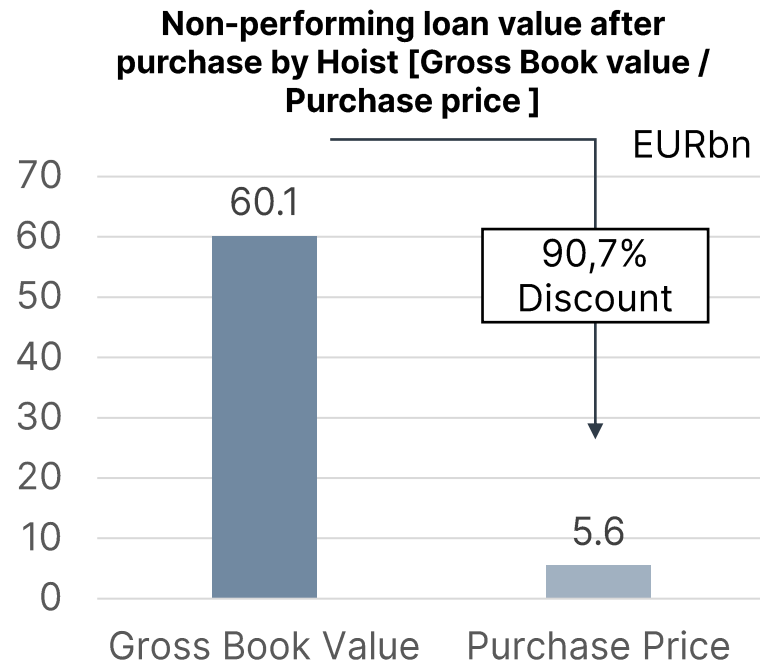 Non-performing loan value after
purchase by Hoist [Gross Book value /
Purchase price ]
EURbn
70
60.1
60
90,7%
Discount
50
40
30
20
10
5.6
0
Gross Book Value
Purchase Price